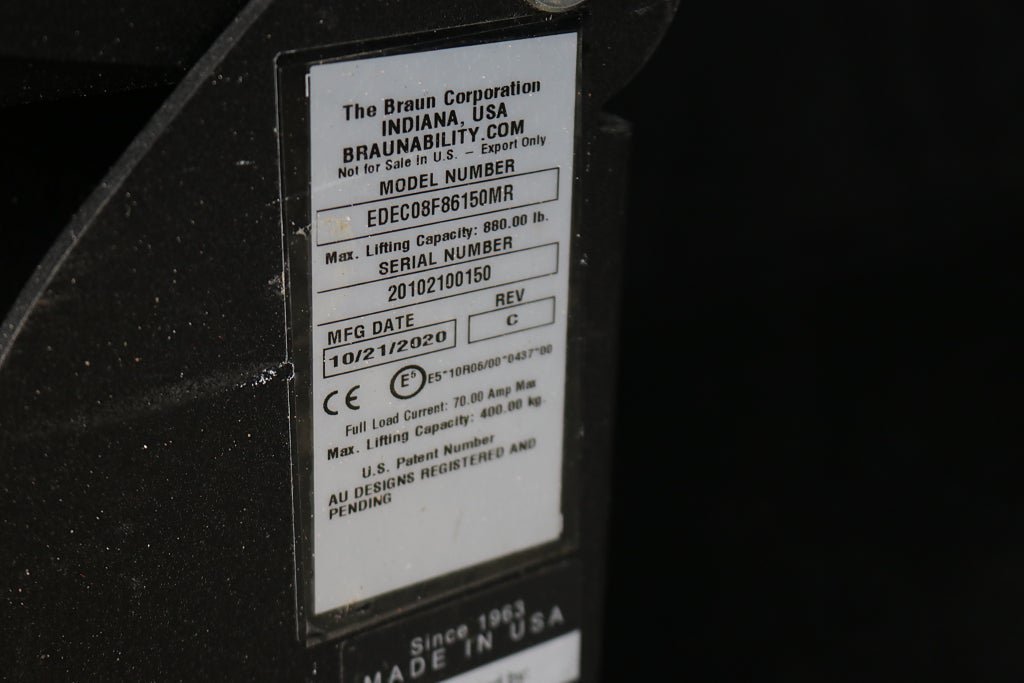 The Braun Corporation
INDIANA, USA
BRAUNABILITY.COM
Not for Sale in U.S. – Export Only
MODEL NUMBER
EDEC08F86150MR
Max. Lifting Capacity: 880.00 lb.
SERIAL NUMBER
20102100150
MFG DATE REV
10/21/2020 C
CE E5 E5*10R06/00*0437*00
Full Load Current: 70.00 Amp Max
Max. Lifting Capacity: 400.00 kg.
U.S. Patent Number
AU DESIGNS REGISTERED AND
PENDING
Since 1963
MADE IN USA
by: